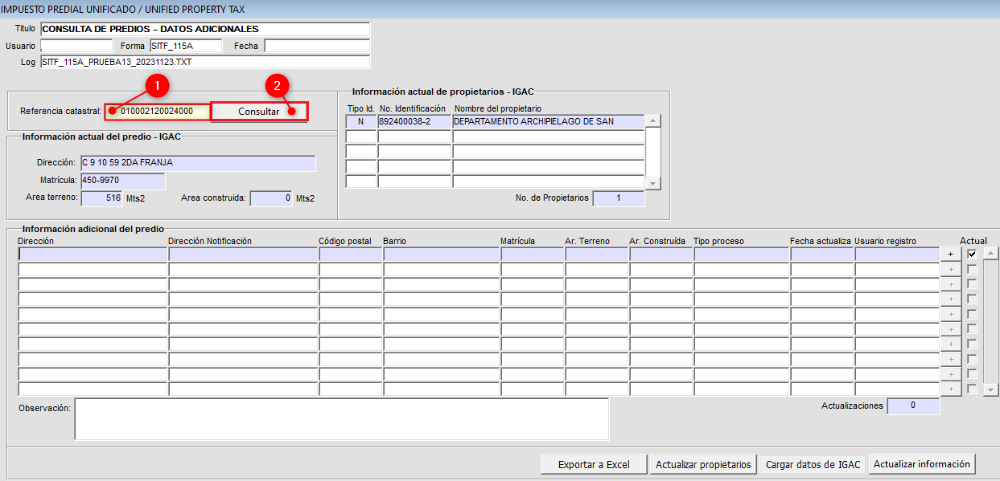 IMPUESTO PREDIAL UNIFICADO / UNIFIED PROPERTY TAX
Titulo CONSULTA DE PREDIOS – DATOS ADICIONALES
Usuario Forma SITF_115A Fecha
Log SITF_115A_PRUEBA13_20231123.TXT
1 2
Referencia catastral: 010002120024000 Consultar
Información actual de propietarios - IGAC
Tipo Id. No. Identificación Nombre del propietario
N 892400038-2 DEPARTAMENTO ARCHIPIELAGO DE SAN
No. de Propietarios 1
Información actual del predio - IGAC
Dirección: C 9 10 59 2DA FRANJA
Matrícula: 450-9970
Area terreno: 516 Mts2 Area construida: 0 Mts2
Información adicional del predio
Dirección Dirección Notificación Código postal Barrio Matrícula Ar. Terreno Ar. Construída Tipo proceso Fecha actualiza Usuario registro Actual
+
+
+
+
+
+
+
+
+
+
Observación: Actualizaciones 0
Exportar a Excel Actualizar propietarios Cargar datos de IGAC Actualizar información